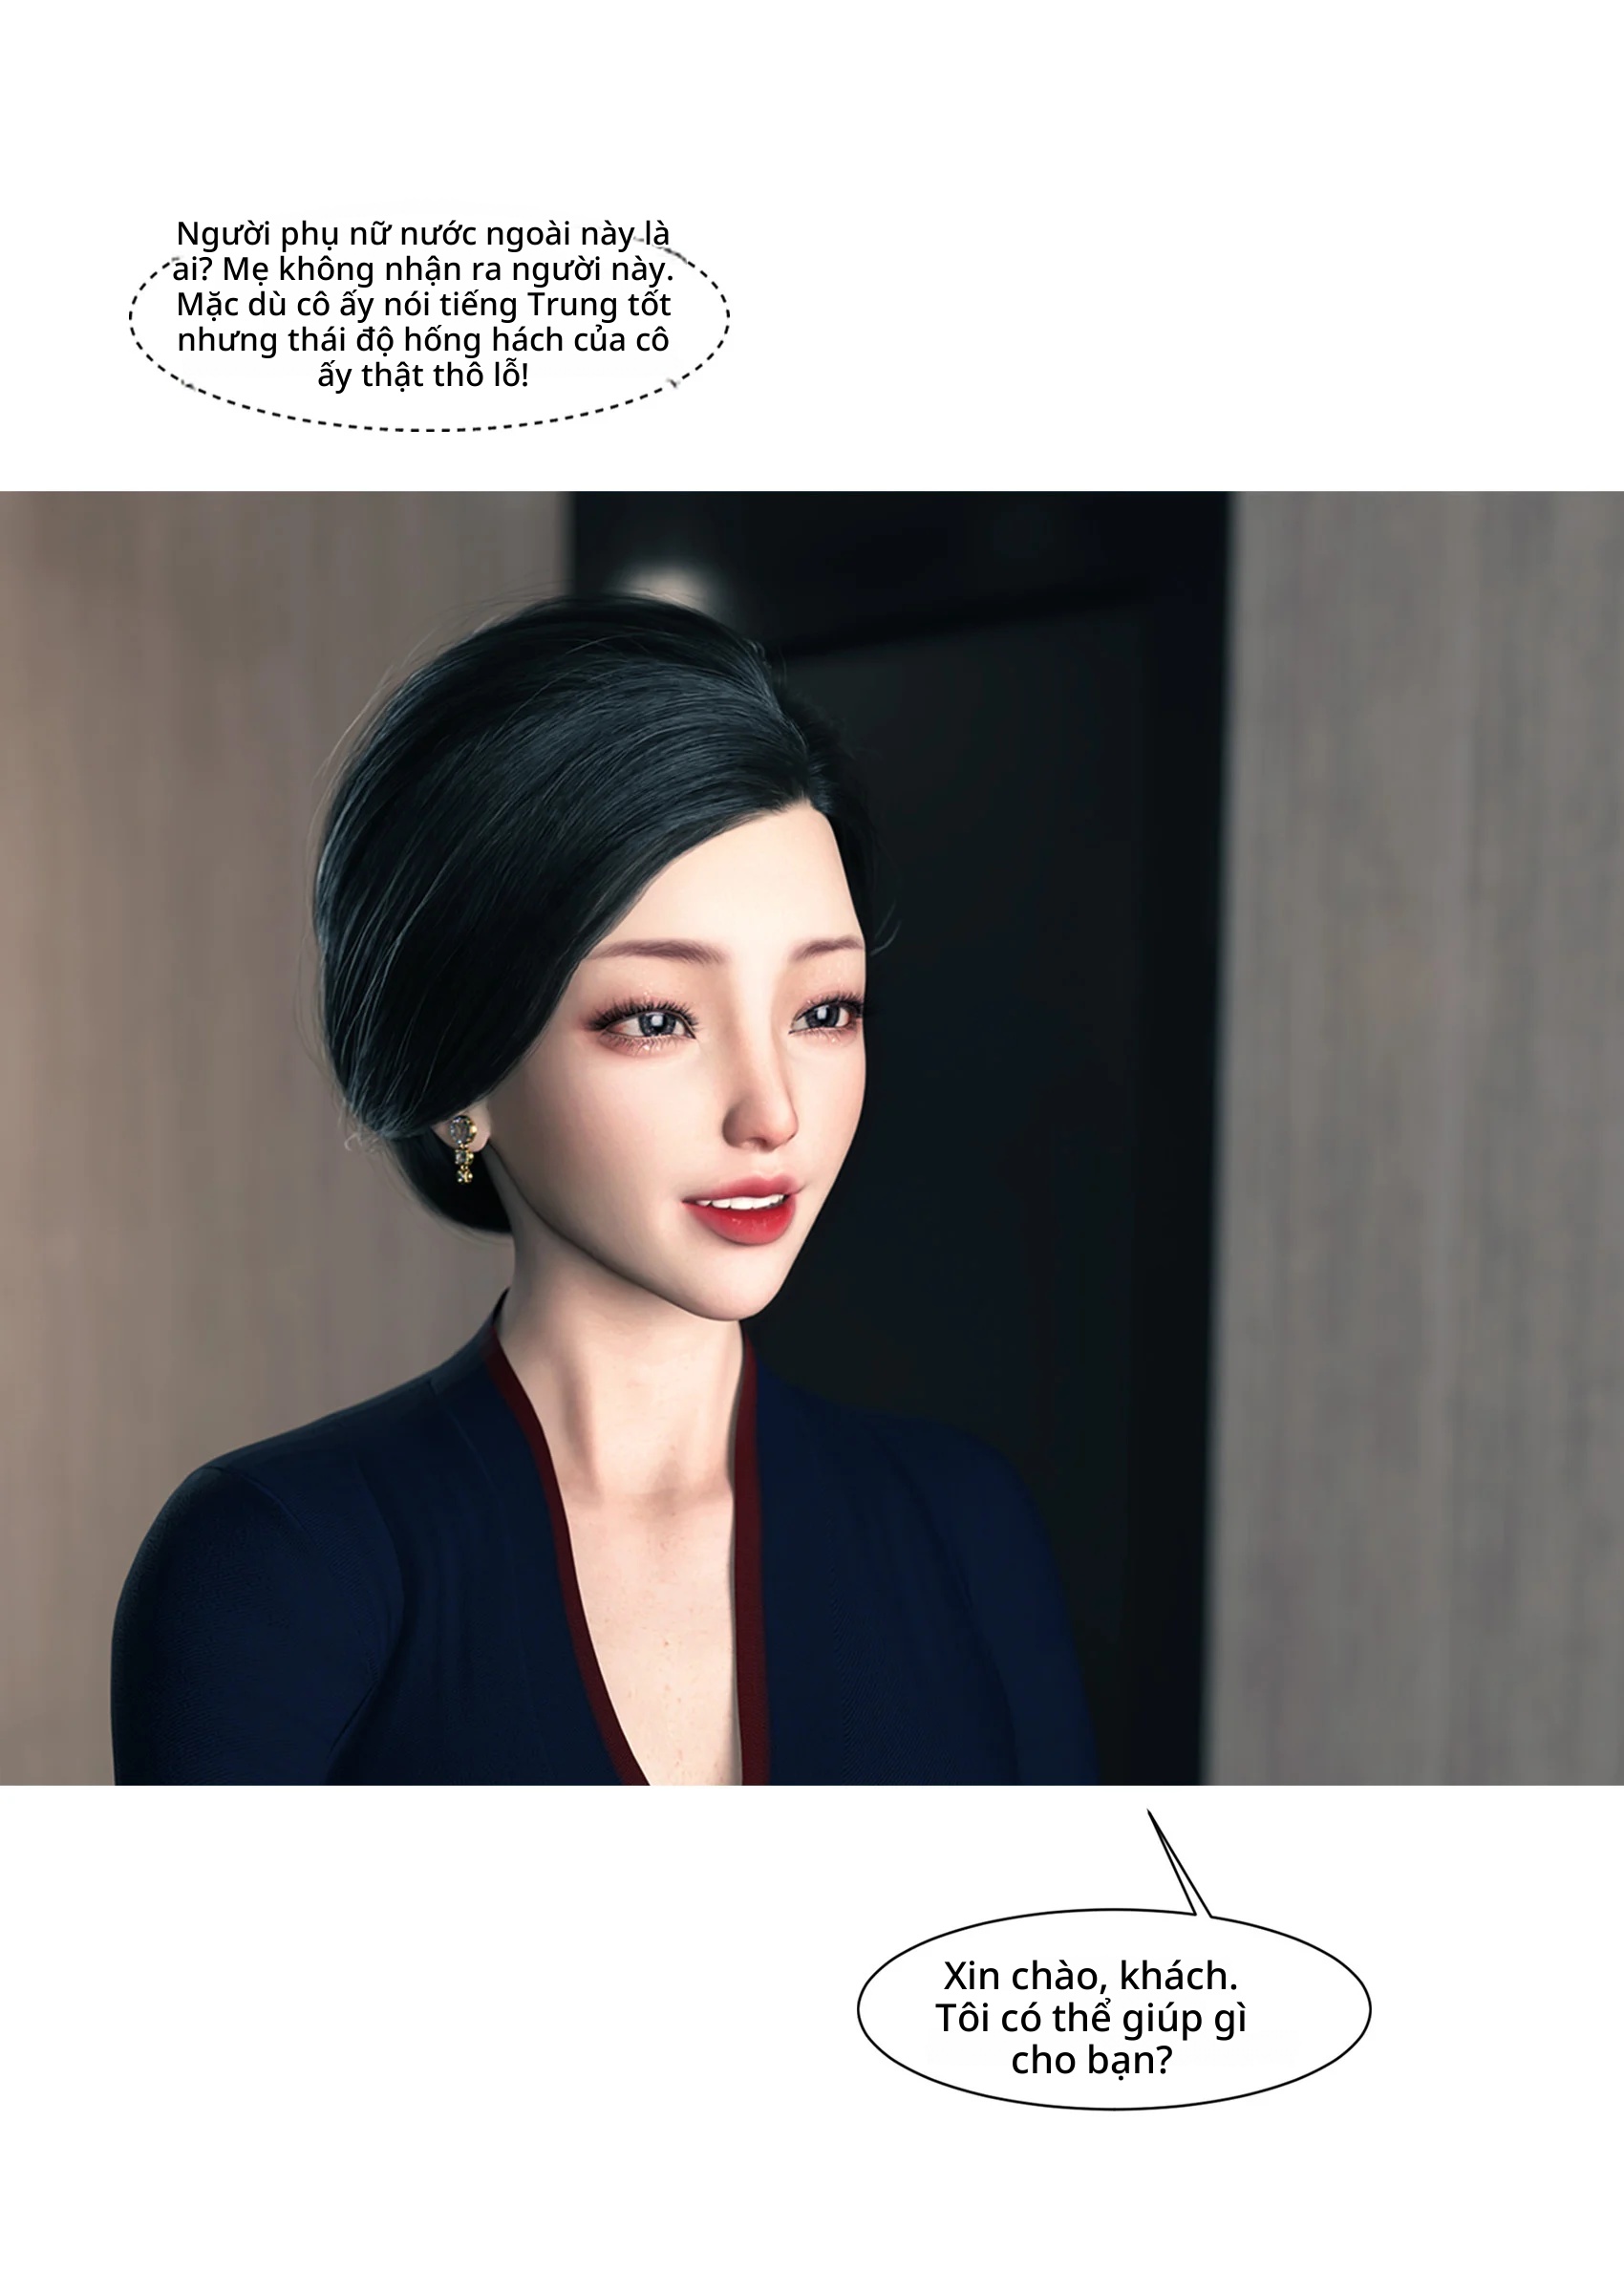 Người phụ nữ nước ngoài này là
ai? Mẹ không nhận ra người này.
Mặc dù cô ấy nói tiếng Trung tốt
nhưng thái độ hống hách của cô
ấy thật thô lỗ!
Xin chào, khách.
Tôi có thể giúp gì
cho bạn?